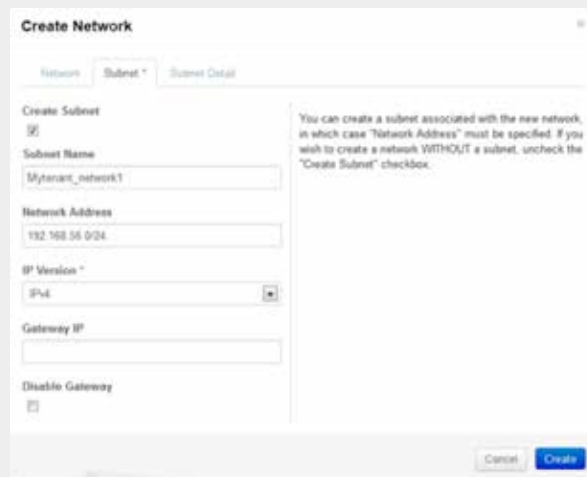 Create Network
Network
Subnet *
Subnet Detail
Create Subnet
Subnet Name
Mytenant_network1
Network Address
192.168.56.0/24
IP Version *
IPv4
Gateway IP
Disable Gateway
You can create a subnet associated with the new network,
in which case "Network Address" must be specified. If you
wish to create a network WITHOUT a subnet, uncheck the
"Create Subnet" checkbox.
Cancel
Create